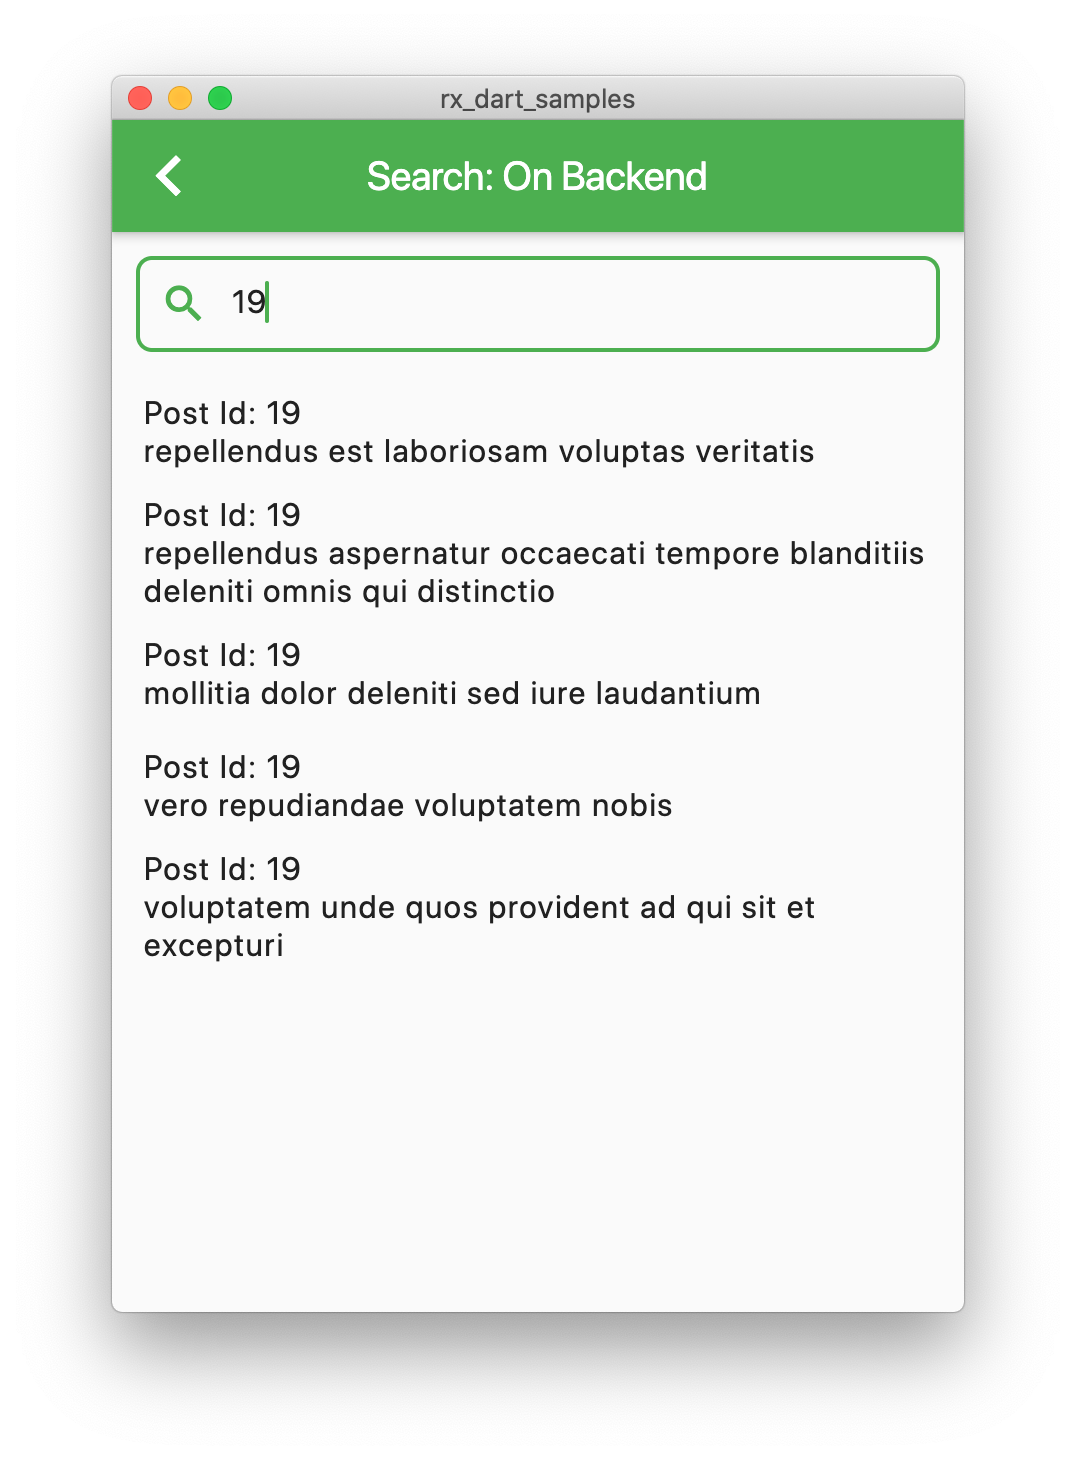 rx_dart_samples
Search: On Backend
19
Post Id: 19
repellendus est laboriosam voluptas veritatis
Post Id: 19
repellendus aspernatur occaecati tempore blanditiis
deleniti omnis qui distinctio
Post Id: 19
mollitia dolor deleniti sed iure laudantium
Post Id: 19
vero repudiandae voluptatem nobis
Post Id: 19
voluptatem unde quos provident ad qui sit et
excepturi